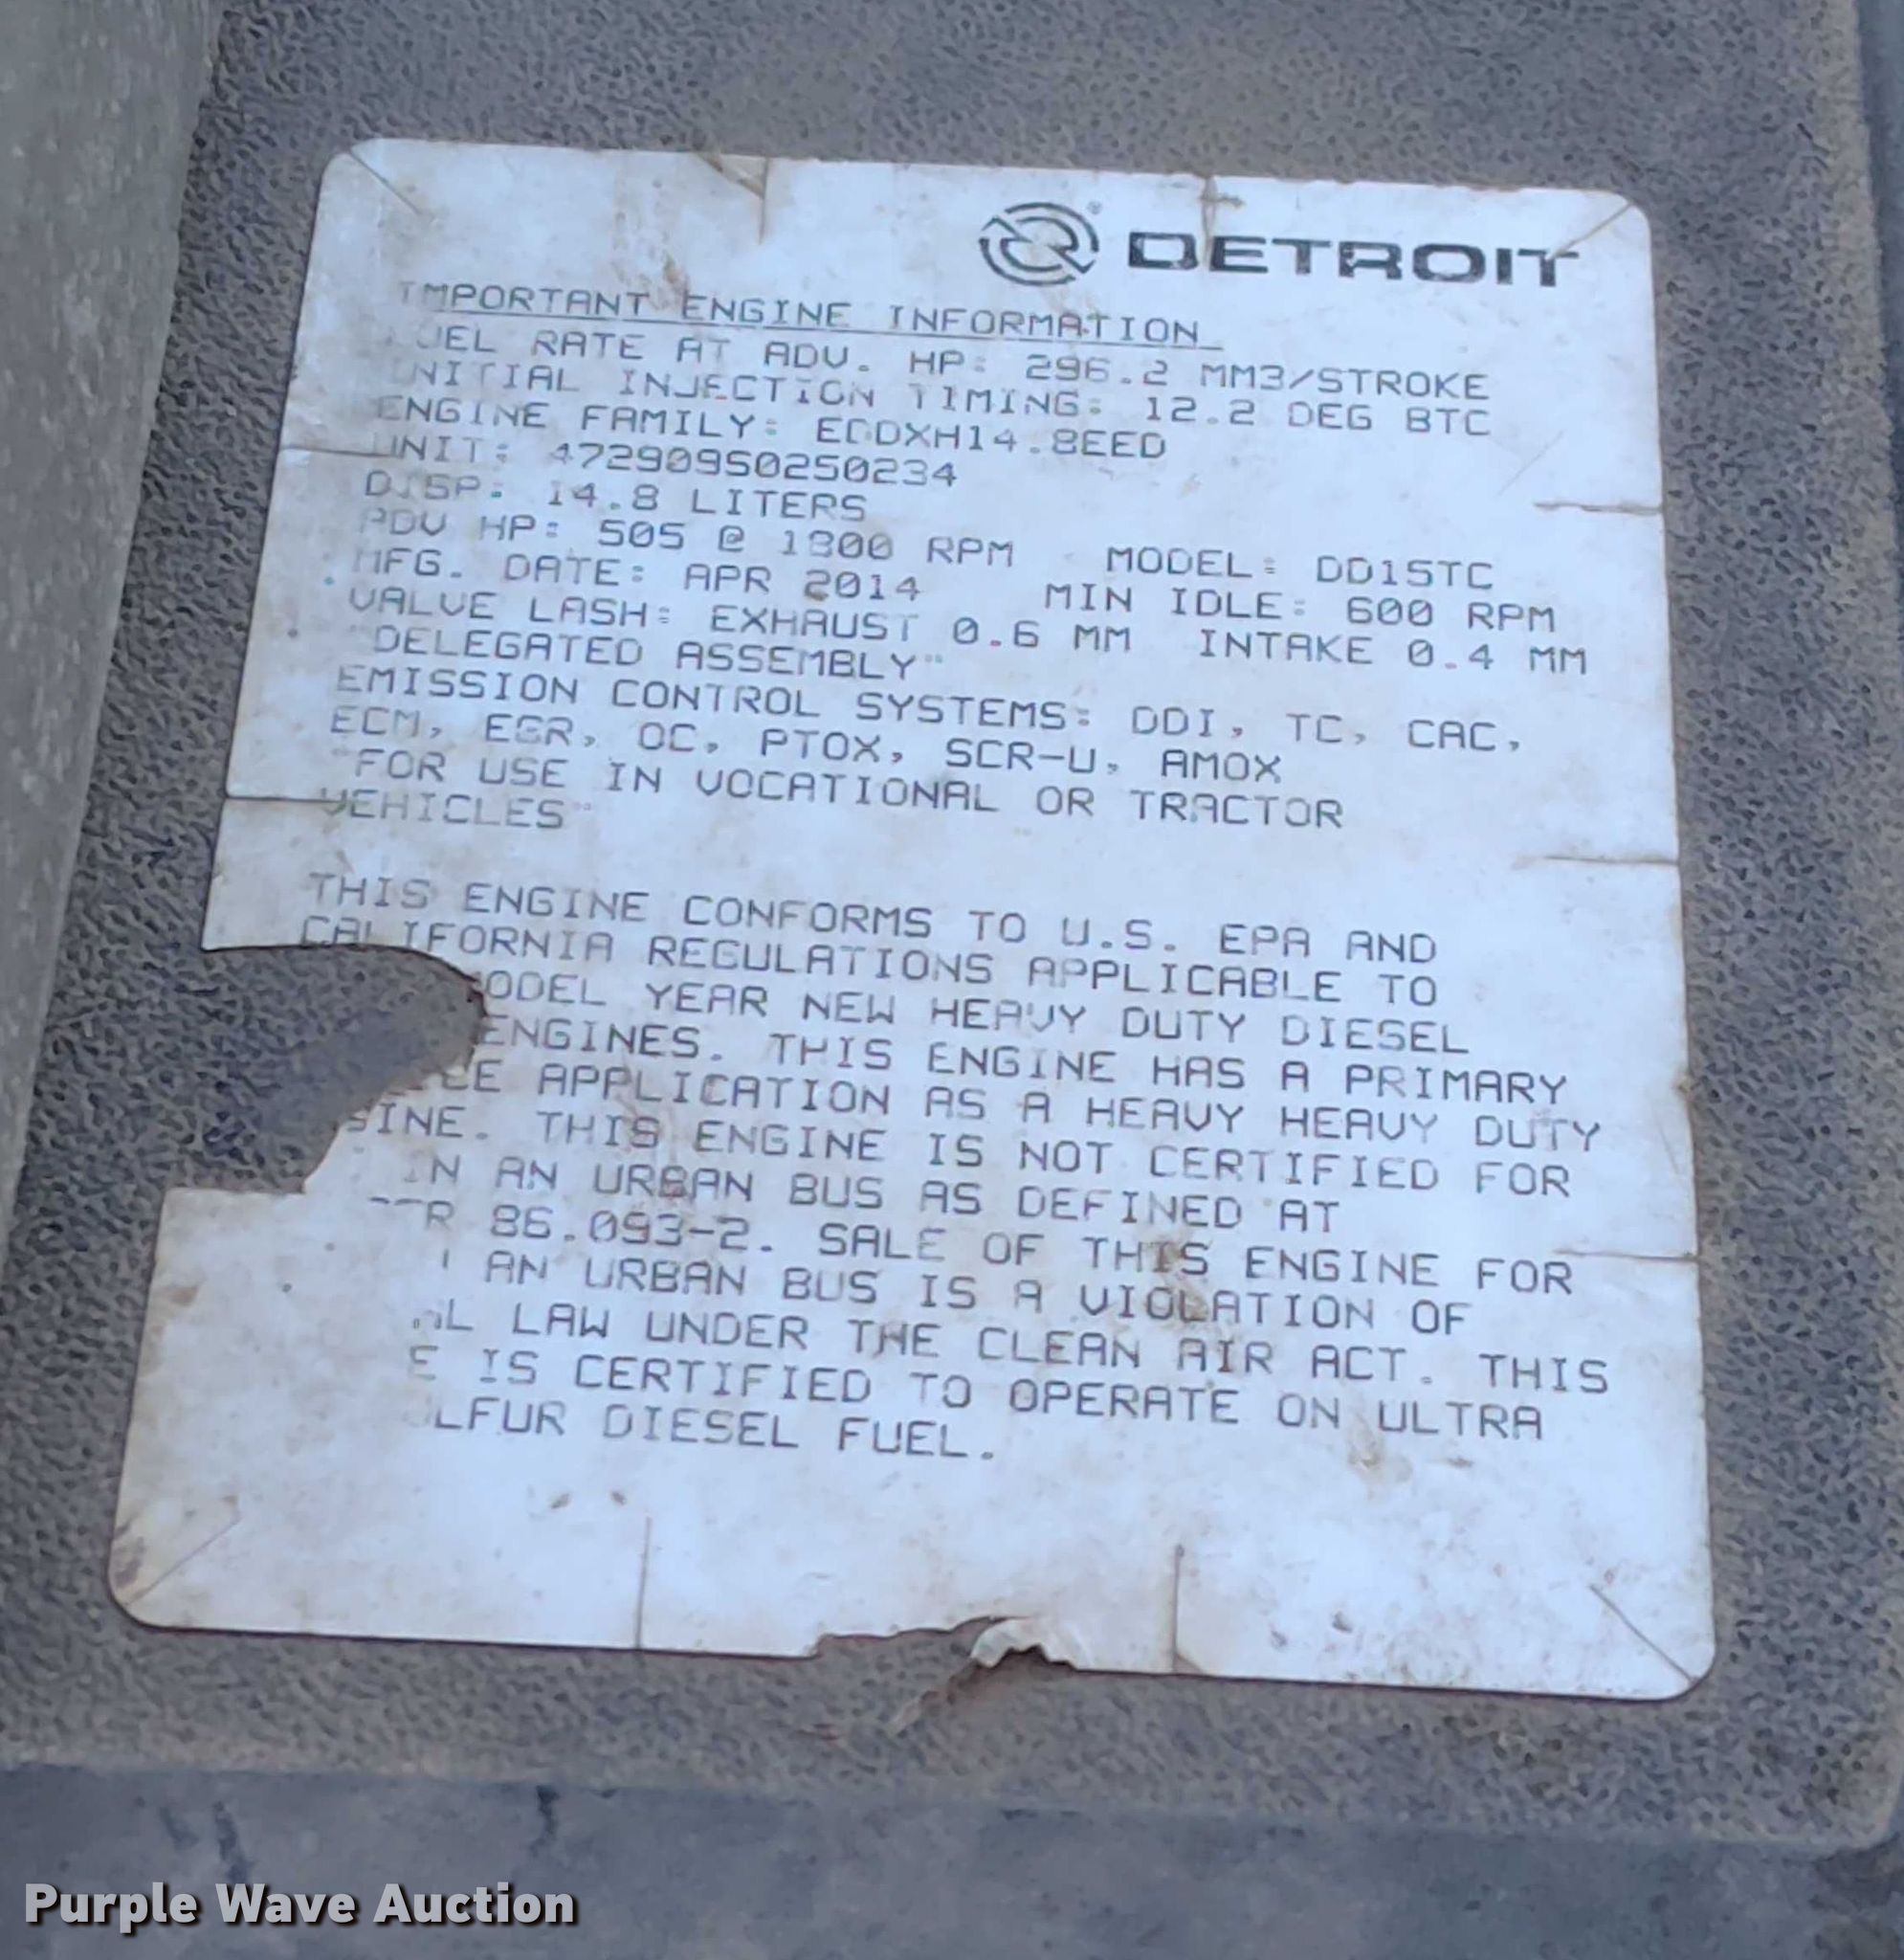 DETROIT
IMPORTANT ENGINE INFORMATION
FUEL RATE AT ADV. HP: 296.2 MM3/STROKE
INITIAL INJECTION TIMING: 12.2 DEG BTC
ENGINE FAMILY: EDDXH14.8EED
UNIT: 472909S0250234
DISP: 14.8 LITERS
ADV HP: 505 @ 1800 RPM MODEL: DD15TC
MFG. DATE: APR 2014 MIN IDLE: 600 RPM
VALVE LASH: EXHAUST 0.6 MM INTAKE 0.4 MM
"DELEGATED ASSEMBLY"
EMISSION CONTROL SYSTEMS: DDI, TC, CAC,
ECM, EGR, OC, PTOX, SCR-U, AMOX
"FOR USE IN VOCATIONAL OR TRACTOR
VEHICLES"
THIS ENGINE CONFORMS TO U.S. EPA AND
CALIFORNIA REGULATIONS APPLICABLE TO
ODEL YEAR NEW HEAVY DUTY DIESEL
ENGINES. THIS ENGINE HAS A PRIMARY
APPLICATION AS A HEAVY HEAVY DUTY
INE. THIS ENGINE IS NOT CERTIFIED FOR
IN AN URBAN BUS AS DEFINED AT
R 86.093-2. SALE OF THIS ENGINE FOR
AN URBAN BUS IS A VIOLATION OF
AL LAW UNDER THE CLEAN AIR ACT. THIS
E IS CERTIFIED TO OPERATE ON ULTRA
LFUR DIESEL FUEL.
Purple Wave Auction